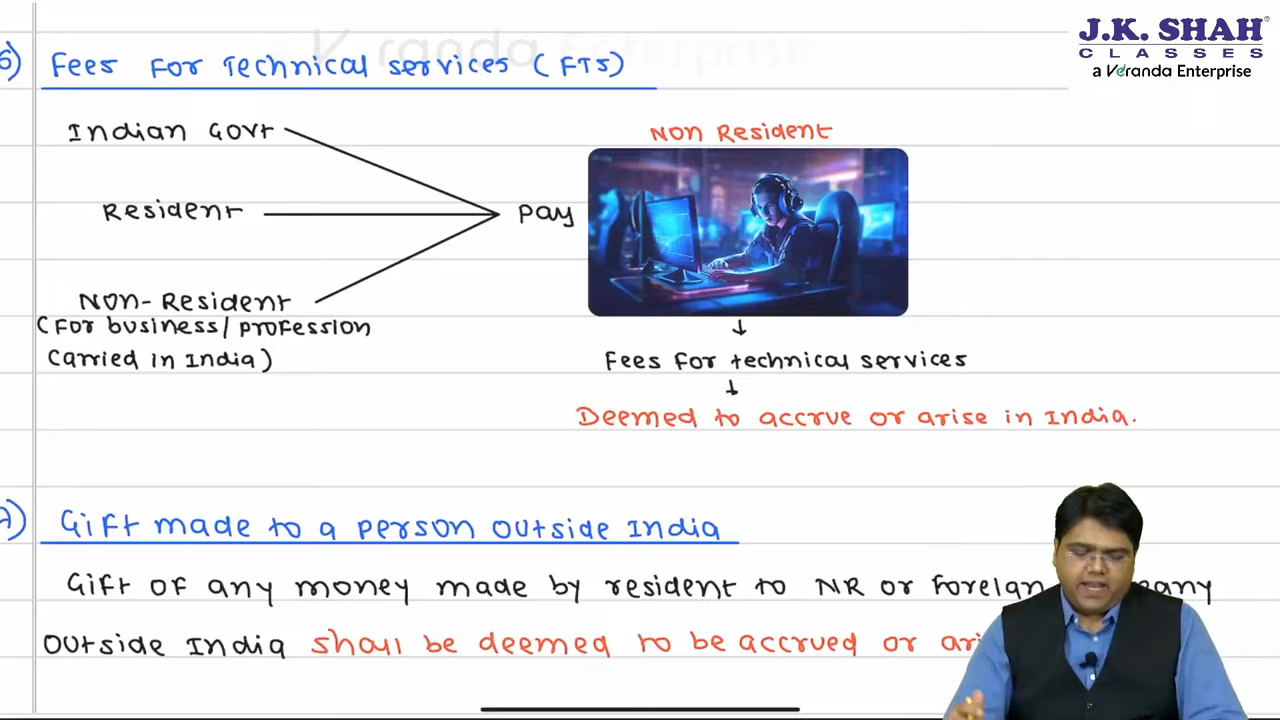 J.K. SHAH
CLASSES
a Veranda Enterprise
Fees For Technical services (FTS)
Indian Govt
Resident
Pay
Non Resident
Non-Resident
(For business/profession
carried in India)
Fees For technical services
Deemed to accrue or arise in India.
Gift made to a person outside India
Gift of any money made by resident to NR or Foreign
outside India shall be deemed to be accrued or